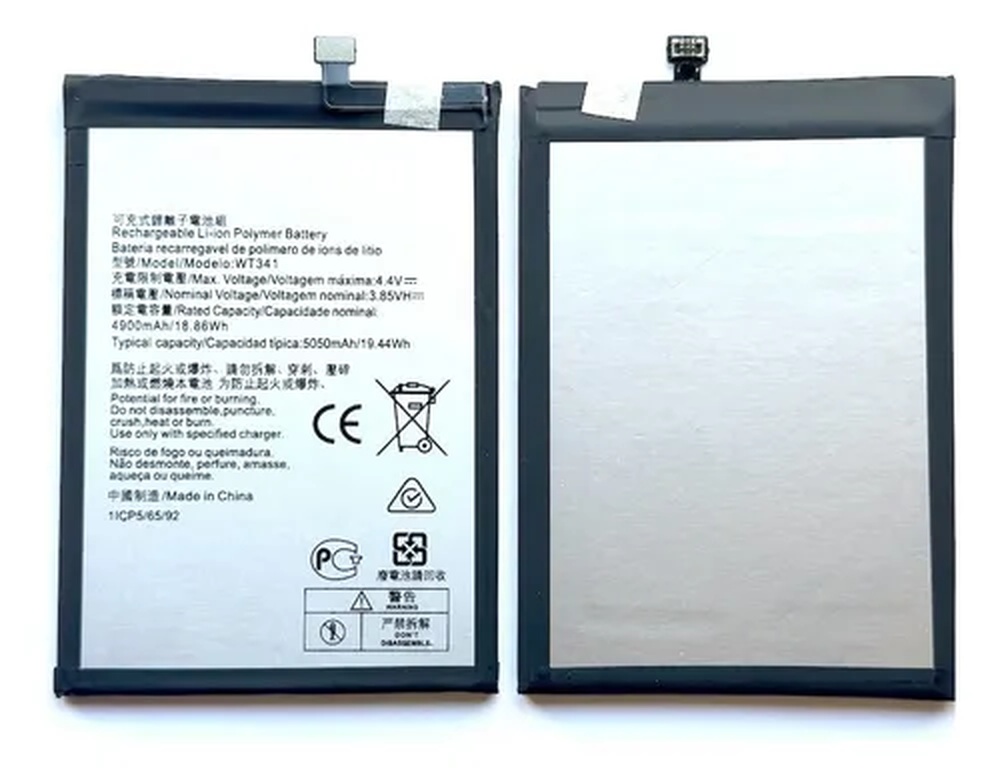 可充式鋰離子電池組
Rechargeable Li-ion Polymer Battery
Bateria recarregavel de polimero de ions de litio
型號/Model/Modelo:WT341
充電限制電壓/Max. Voltage/Voltagem máxima:4.4V⎓
標稱電壓/Nominal Voltage/Voltagem nominal:3.85VH⎓
額定電容量/Rated Capacity/Capacidade nominal:
4900mAh/18.86Wh
Typical capacity/Capacidad típica:5050mAh/19.44Wh
爲防止起火或爆炸、請勿拆解、穿刺、壓碎
加熱或燃燒本電池 为防止起火或爆炸、
Potential for fire or burning.
Do not disassemble,puncture,
crush,heat or burn.
Use only with specified charger.
Risco de fogo ou queimadura.
Não desmonte, perfure, amasse,
aqueça ou queime.
CE
中國制造/Made in China
1ICP5/65/92
PC
廢電池請回收
警告
WARNING
严禁拆解
DON'T
DISASSEMBLE.